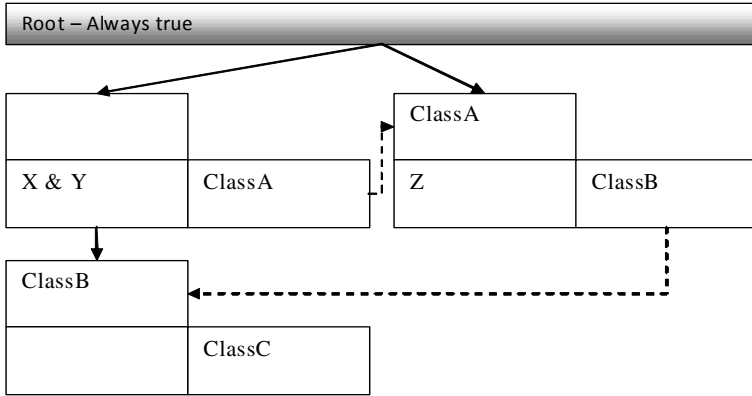 Root – Always true
ClassA
X & Y
ClassA
Z
ClassB
ClassB
ClassC